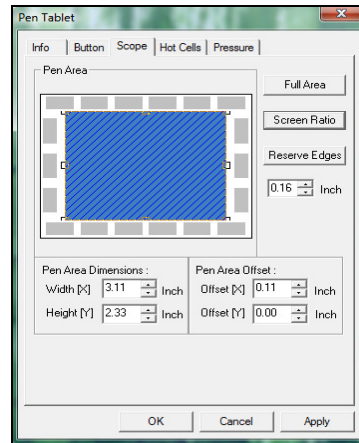 Pen Tablet
Info Button Scope Hot Cells Pressure
Pen Area
Full Area
Screen Ratio
Reserve Edges
0.16 Inch
Pen Area Dimensions :
Width [X] 3.11 Inch
Height [Y] 2.33 Inch
Pen Area Offset :
Offset [X] 0.11 Inch
Offset [Y] 0.00 Inch
OK Cancel Apply